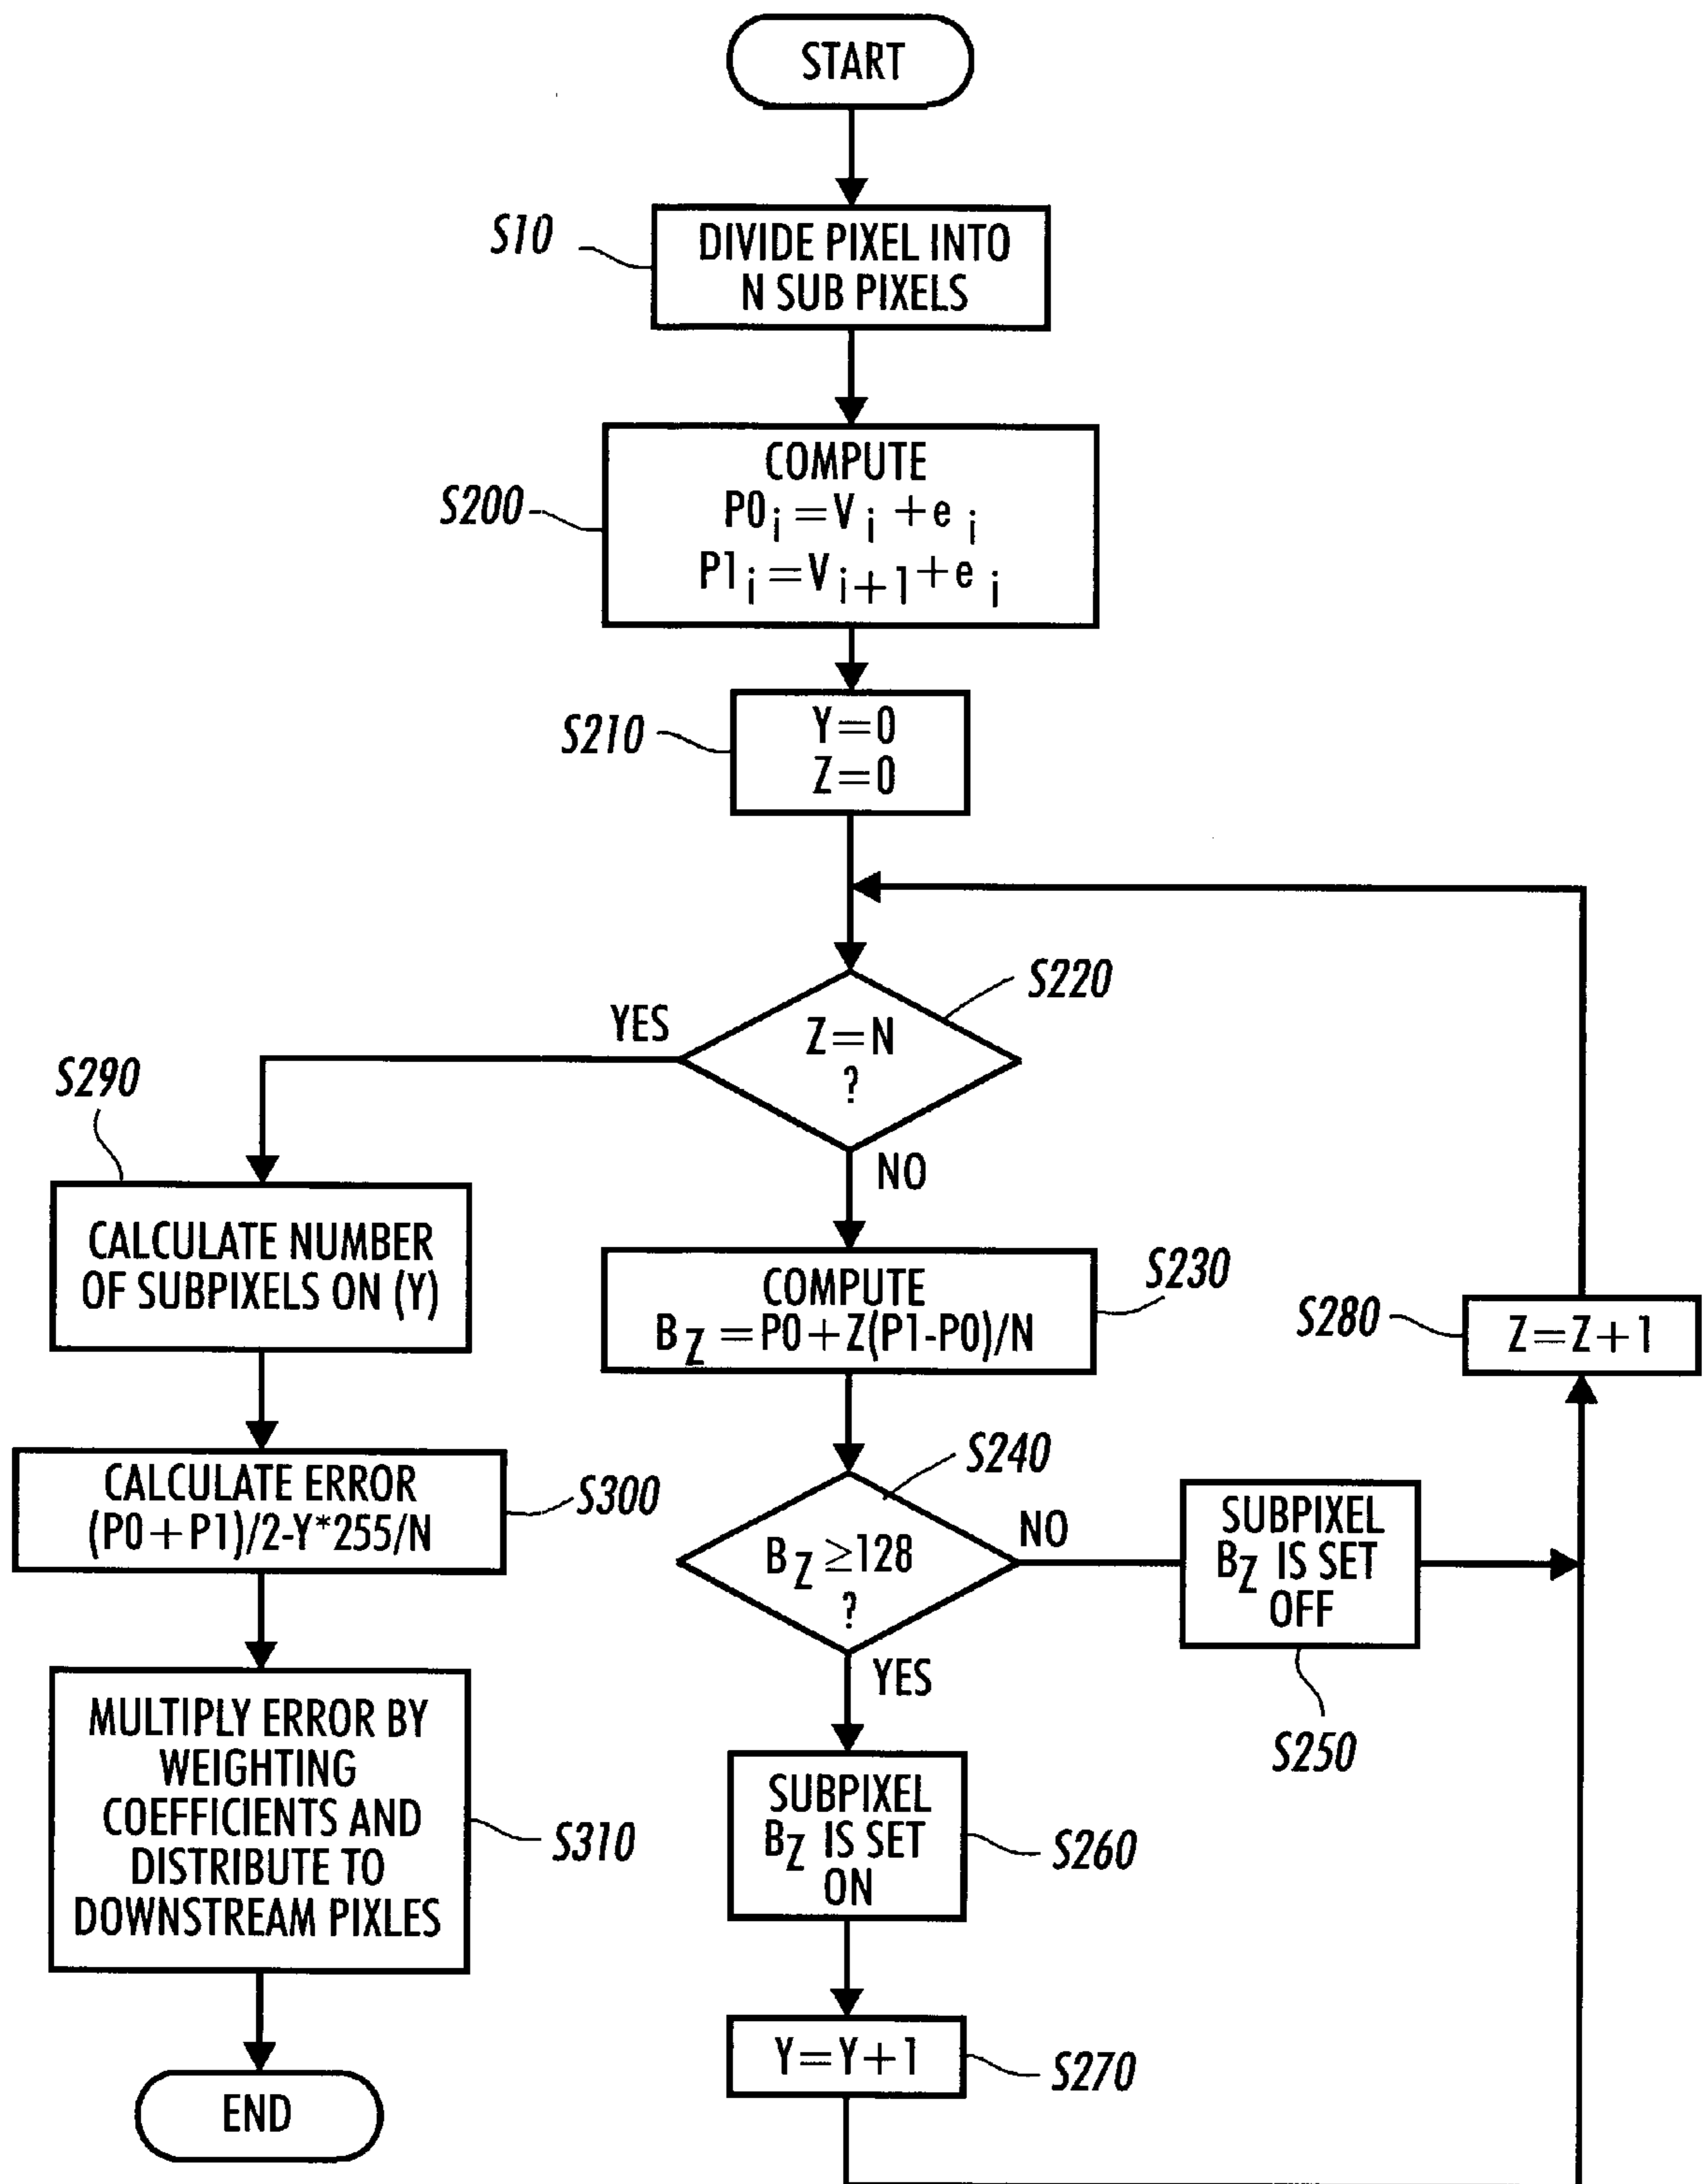 START
S10
DIVIDE PIXEL INTO
N SUB PIXELS
S200
COMPUTE
P0i=Vi+ei
P1i=Vi+1+ei
S210
Y=0
Z=0
S220
Z=N
?
YES
NO
S290
CALCULATE NUMBER
OF SUBPIXELS ON (Y)
S230
COMPUTE
BZ=P0+Z(P1-P0)/N
S280
Z=Z+1
S300
CALCULATE ERROR
(P0+P1)/2-Y*255/N
S240
BZ≥128
?
NO
YES
SUBPIXEL
BZ IS SET
OFF
S250
MULTIPLY ERROR BY
WEIGHTING
COEFFICIENTS AND
DISTRIBUTE TO
DOWNSTREAM PIXLES
S310
SUBPIXEL
BZ IS SET
ON
S260
Y=Y+1
S270
END